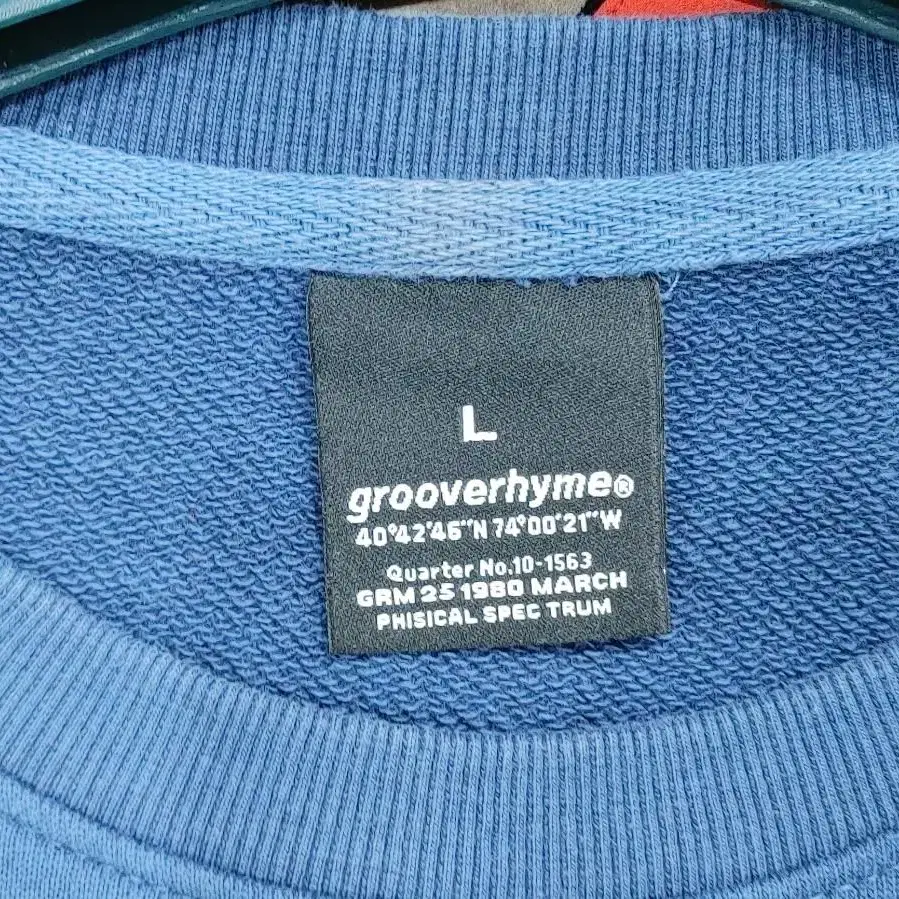 L
grooverhyme®
40°42'46"N 74°00'21"W
Quarter No.10-1563
GRM 25 1980 MARCH
PHISICAL SPEC TRUM